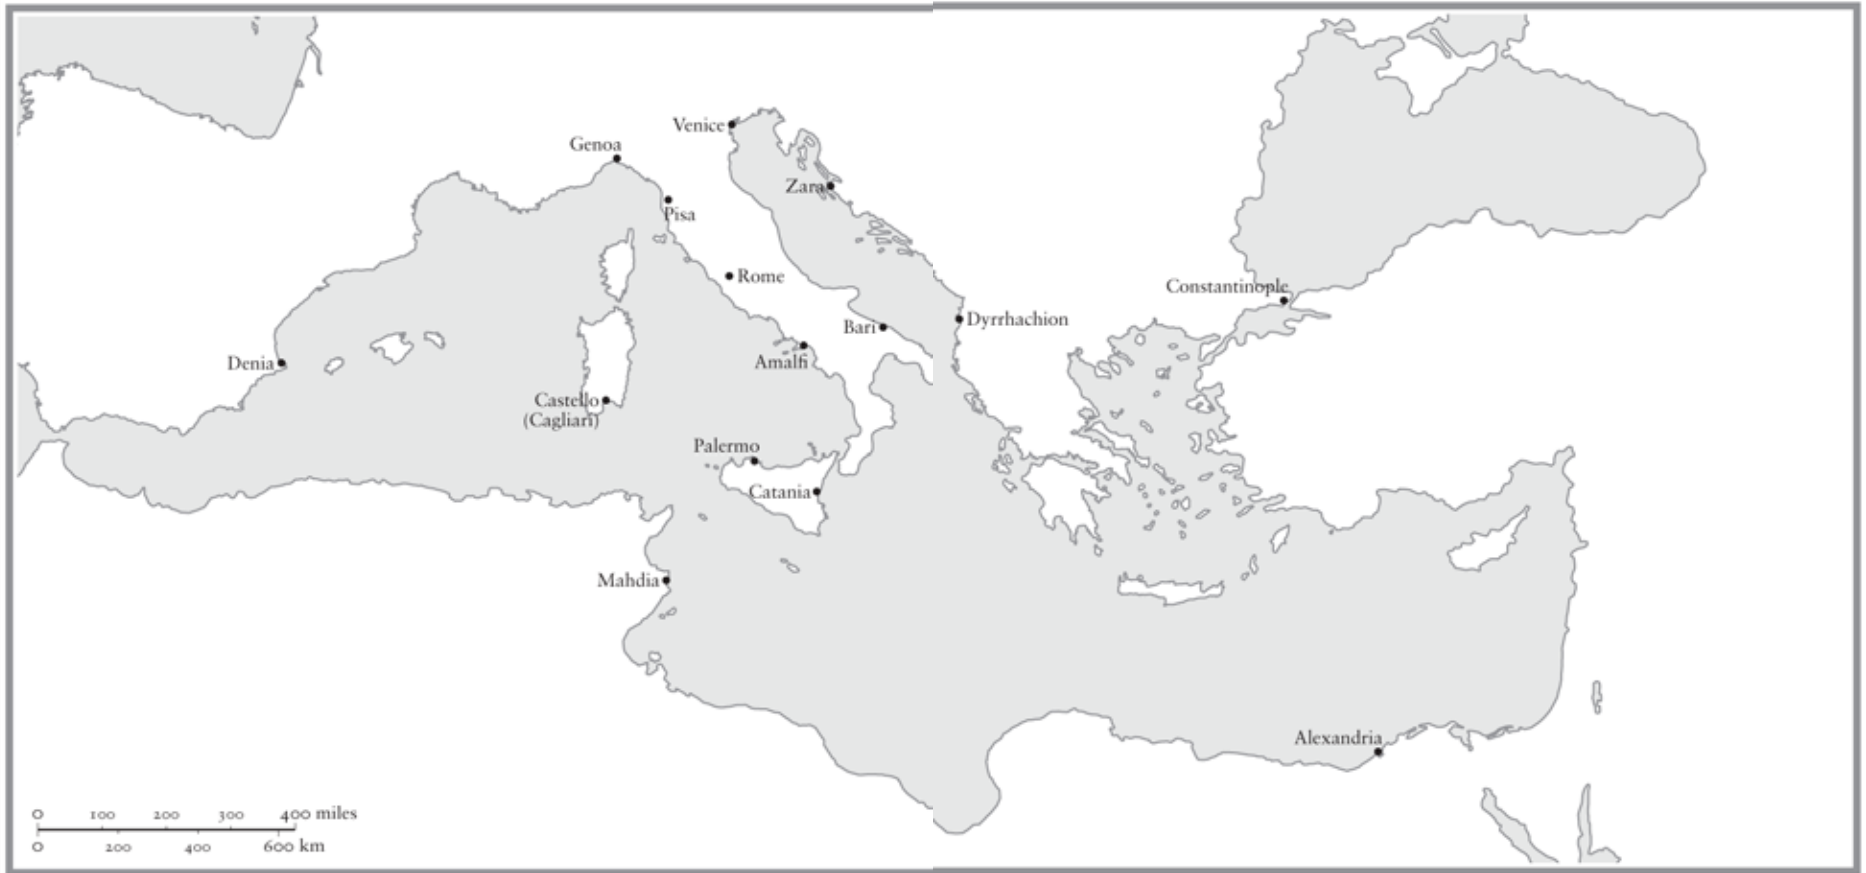 Venice
Genoa
Zara
Pisa
Rome
Constantinople
Bari
Dyrrhachion
Denia
Amalfi
Castello
(Cagliari)
Palermo
Catania
Mahdia
Alexandria
0 100 200 300 400 miles
0 200 400 600 km